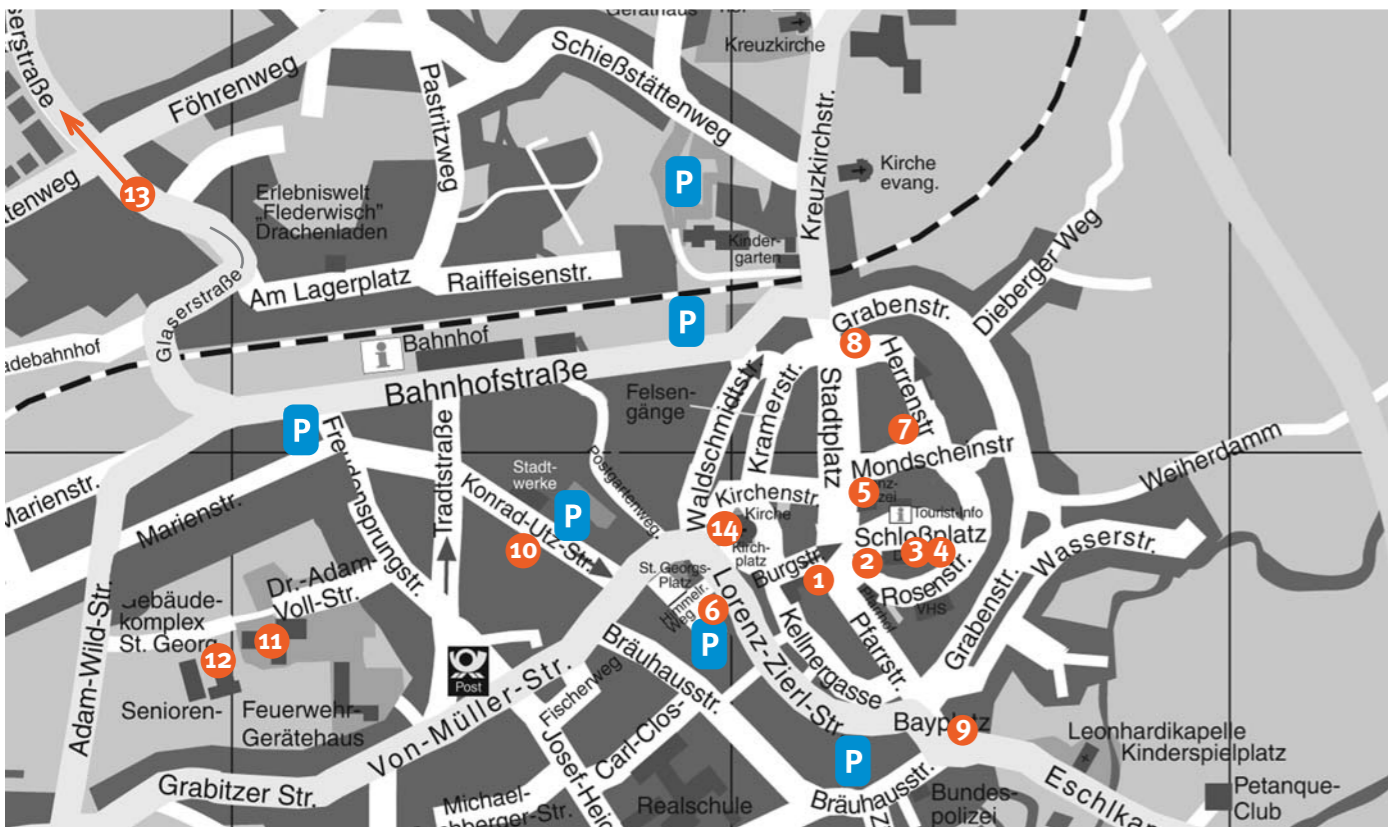 Kreuzkirche
Schießstättenweg
Föhrenweg
Pastritzweg
Kreuzkirchstr.
P
Kirche
evang.
13
Erlebniswelt
„Flederwisch"
Drachenladen
Kinder-
garten
Dieberger Weg
Am Lagerplatz
Raiffeisenstr.
Glaserstraße
P
Grabenstr.
i
Bahnhof
8
Bahnhofstraße
Felsen-
gänge
Waldschmidtstr.
Kramerstr.
Stadtplatz
Herrenstr
7
P
Freudensprungstr.
Tradtstraße
Marienstr.
Marienstr.
Stadt-
werke
Postgartenweg.
Mondscheinstr
Weiherdamm
5
Kirchenstr.
Kirche
i
Tourist-Info
P
Konrad-Utz-Str.
10
14
Kirch-
platz
Schloßplatz
2
3
4
Burgstr.
1
Rosenstr.
VHS
Wasserstr.
St. Georgs-
Platz
Himmelr.
Weg
6
P
Dr.-Adam-
Voll-Str.
komplex
St. Georg
11
12
Adam-Wild-Str.
Lorenz-Zierl-Str.
Kellnergasse
Pfarrstr.
Grabenstr.
Post
Bräuhausstr.
Fischerweg
Von-Müller-Str.
Senioren-
Feuerwehr-
Gerätehaus
Carl-Clos-
Bayplatz
9
Leonhardikapelle
Kinderspielplatz
P
Grabitzer Str.
Josef-Heid
Michael-
Realschule
Bräuhausstr.
Bundes-
polizei
Petanque-
Club